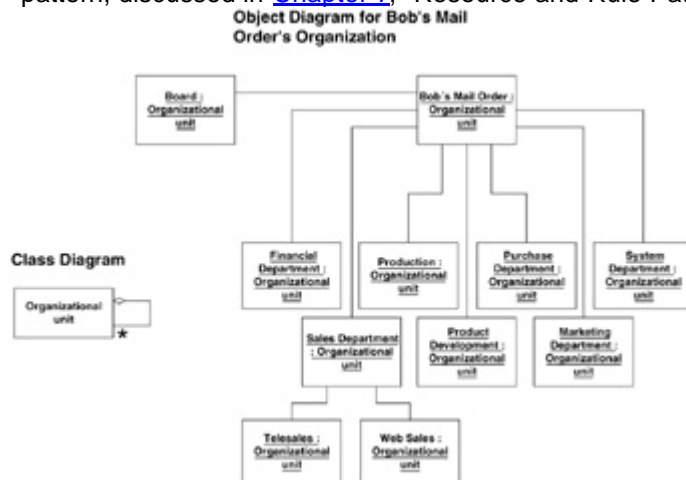 pattern, discussed in Chapter 7, "Resource and Rule Pa
Object Diagram for Bob's Mail
Order's Organization
Board :
Organizational
unit
Bob's Mail Order :
Organizational
unit
Financial
Department :
Organizational
unit
Production :
Organizational
unit
Purchase
Department :
Organizational
unit
System
Department :
Organizational
unit
Class Diagram
Organizational
unit
*
Sales Department
: Organizational
unit
Product
Development :
Organizational
unit
Marketing
Department :
Organizational
unit
Telesales :
Organizational
unit
Web Sales :
Organizational
unit